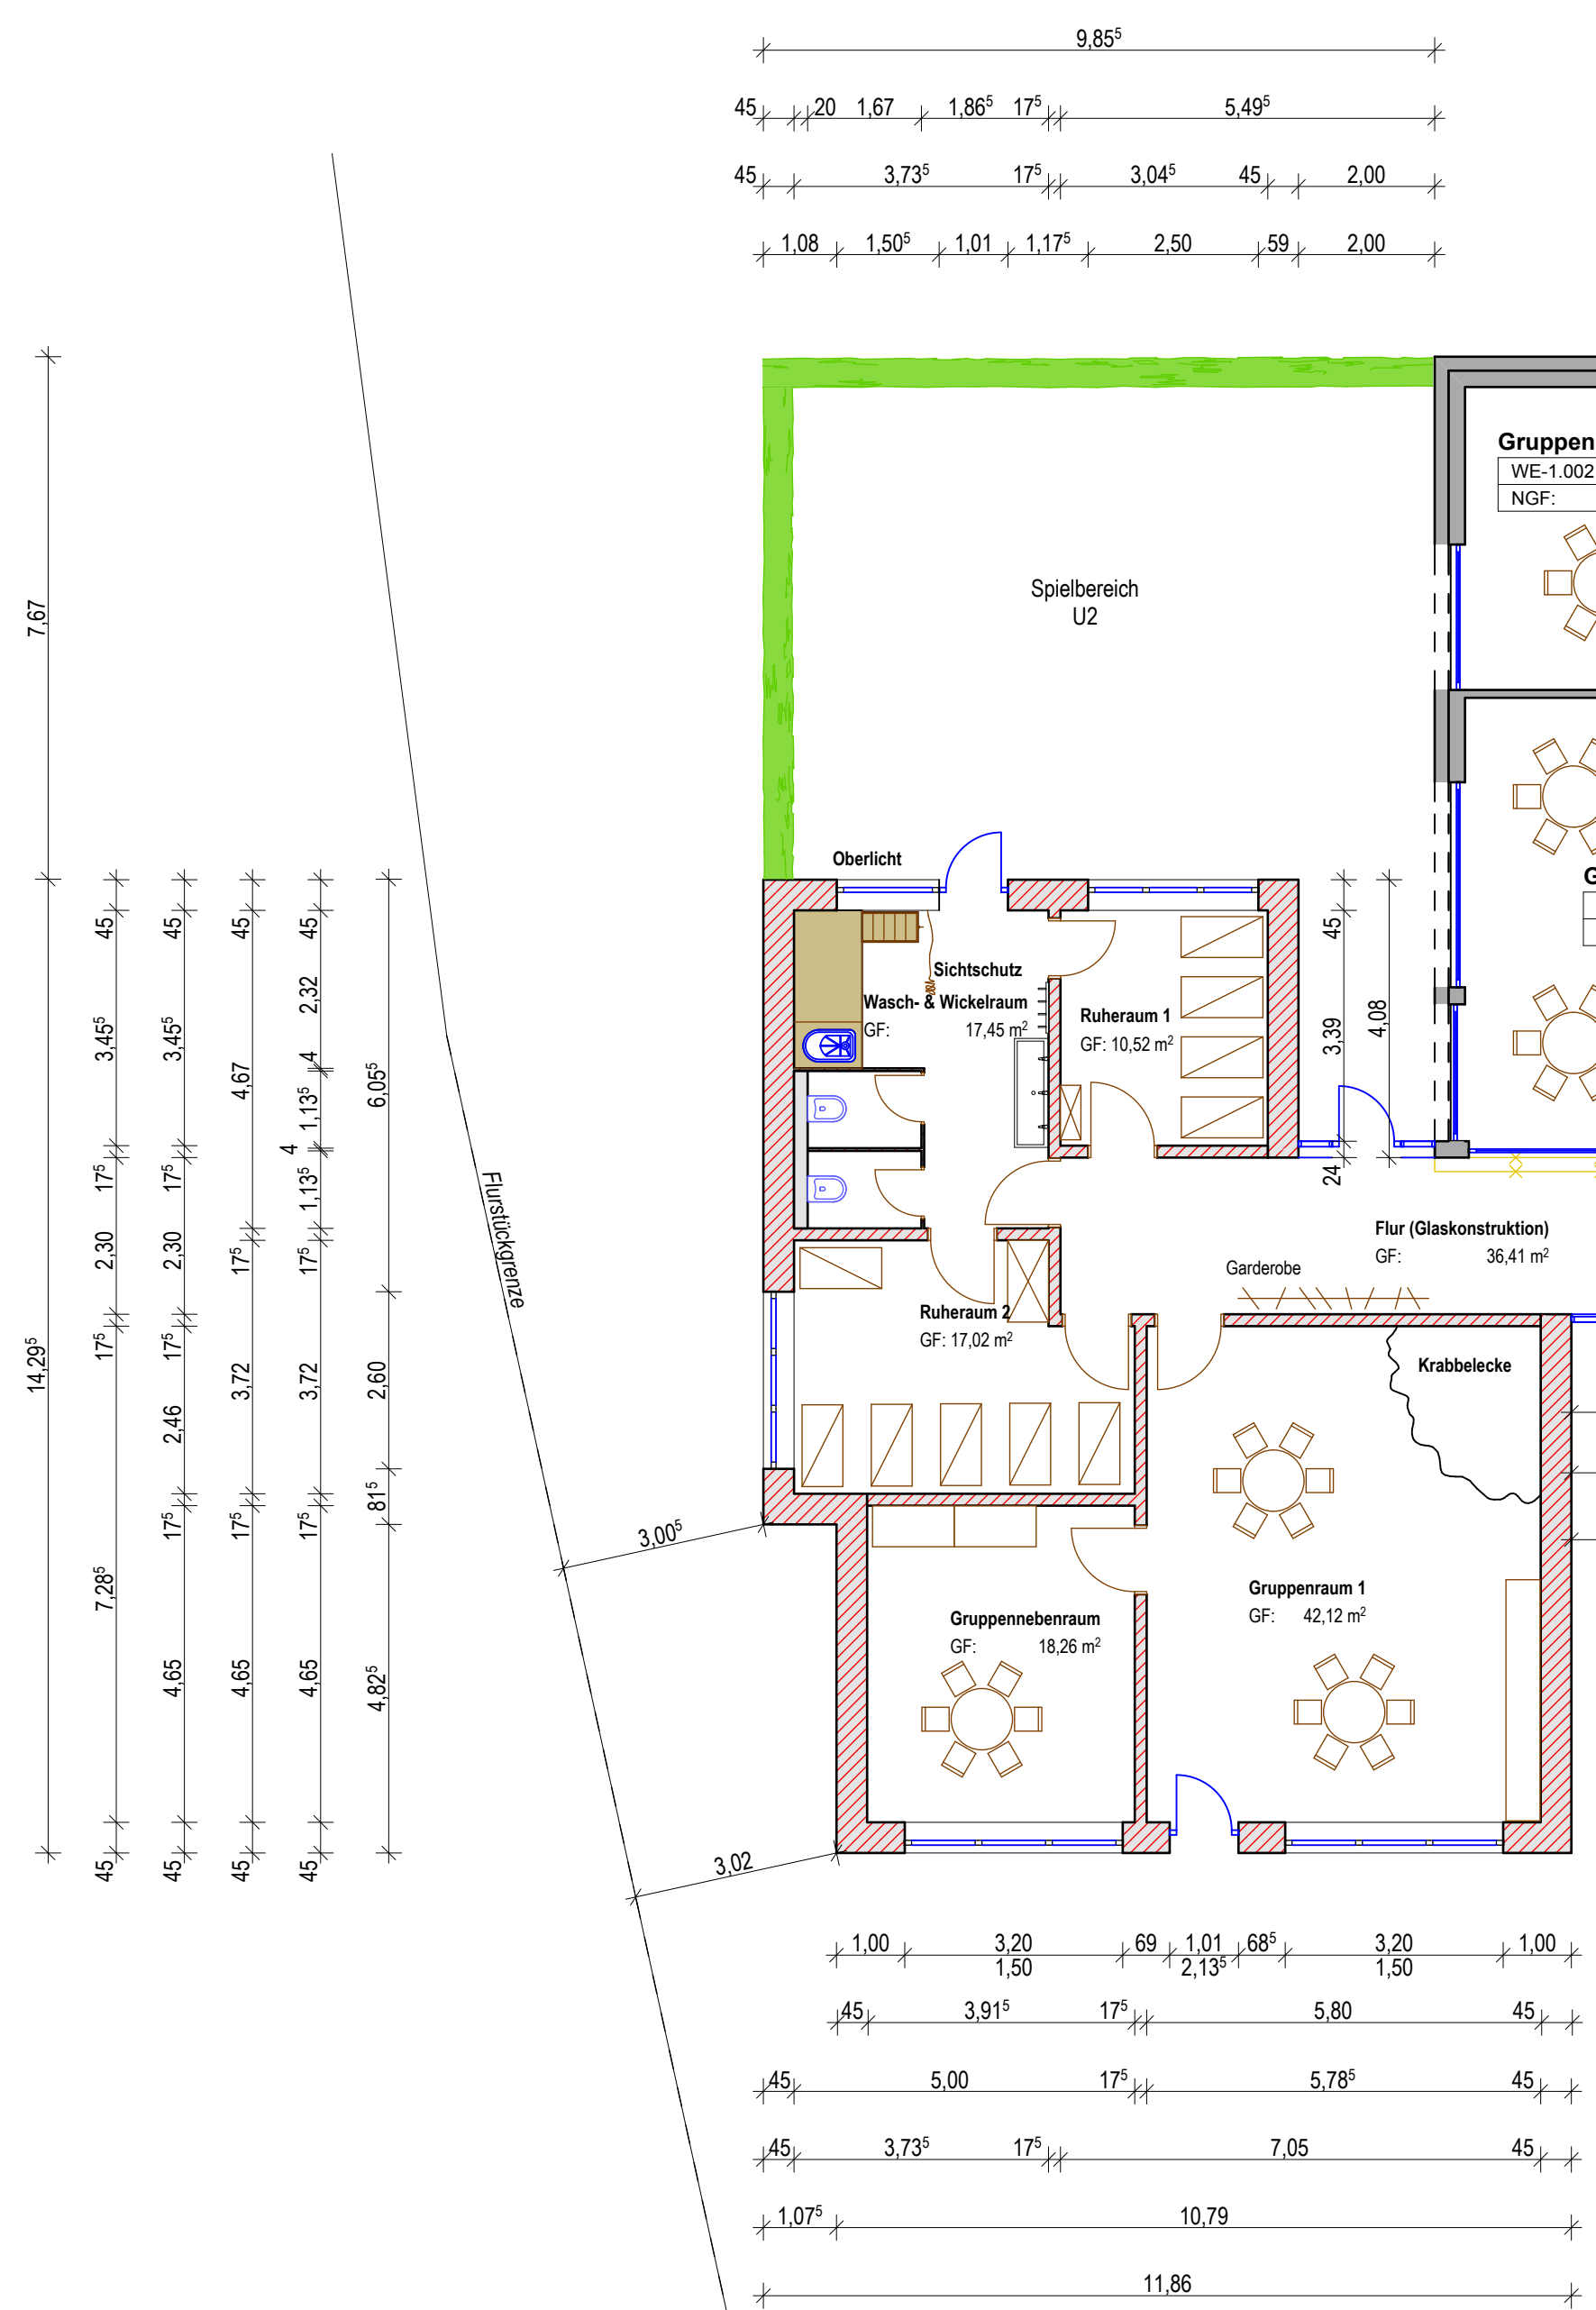 9,85⁵
45 20 1,67 1,86⁵ 17⁵ 5,49⁵
45 3,73⁵ 17⁵ 3,04⁵ 45 2,00
1,08 1,50⁵ 1,01 1,17⁵ 2,50 59 2,00
7,67
14,29⁵
45 3,45⁵ 17⁵ 2,30 17⁵ 7,28⁵ 45
45 3,45⁵ 17⁵ 2,30 17⁵ 2,46 17⁵ 4,65 45
45 4,67 17⁵ 3,72 17⁵ 4,65 45
45 2,32 4 1,13⁵ 4 1,13⁵ 17⁵ 3,72 17⁵ 4,65 45
6,05⁵ 2,60 81⁵ 4,82⁵
Flurstückgrenze
Gruppen
WE-1.002
NGF:
Spielbereich
U2
Oberlicht
G
Sichtschutz
Wasch- & Wickelraum
GF: 17,45 m²
Ruheraum 1
GF: 10,52 m²
45 3,39 24
4,08
Flur (Glaskonstruktion)
GF: 36,41 m²
Garderobe
Ruheraum 2
GF: 17,02 m²
Krabbelecke
3,00⁵
Gruppenraum 1
GF: 42,12 m²
Gruppennebenraum
GF: 18,26 m²
3,02
1,00 3,20 69 1,01 68⁵ 3,20 1,00
1,50 2,13⁵ 1,50
45 3,91⁵ 17⁵ 5,80 45
45 5,00 17⁵ 5,78⁵ 45
45 3,73⁵ 17⁵ 7,05 45
1,07⁵ 10,79
11,86